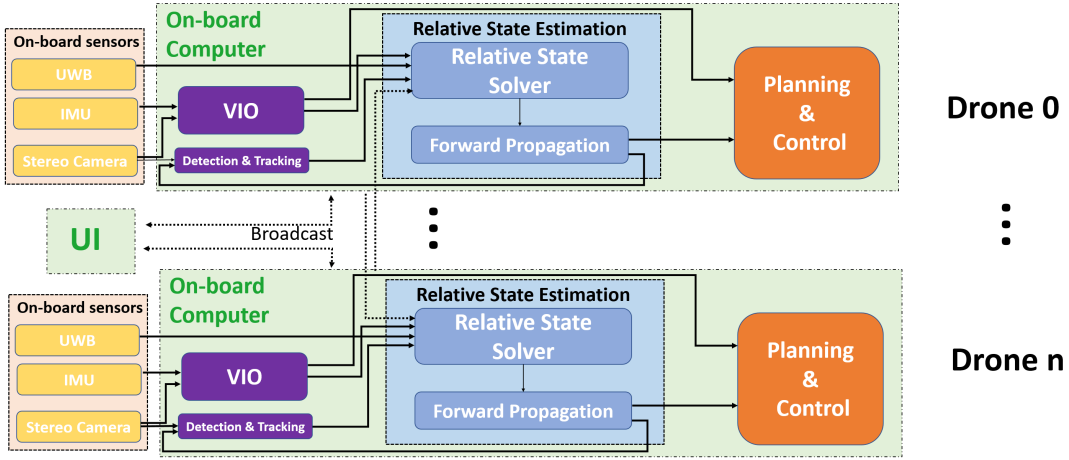 On-board sensors
UWB
IMU
Stereo Camera
On-board
Computer
VIO
Detection & Tracking
Relative State Estimation
Relative State
Solver
Forward Propagation
Planning
&
Control
Drone 0
UI
Broadcast
On-board sensors
UWB
IMU
Stereo Camera
On-board
Computer
VIO
Detection & Tracking
Relative State Estimation
Relative State
Solver
Forward Propagation
Planning
&
Control
Drone n